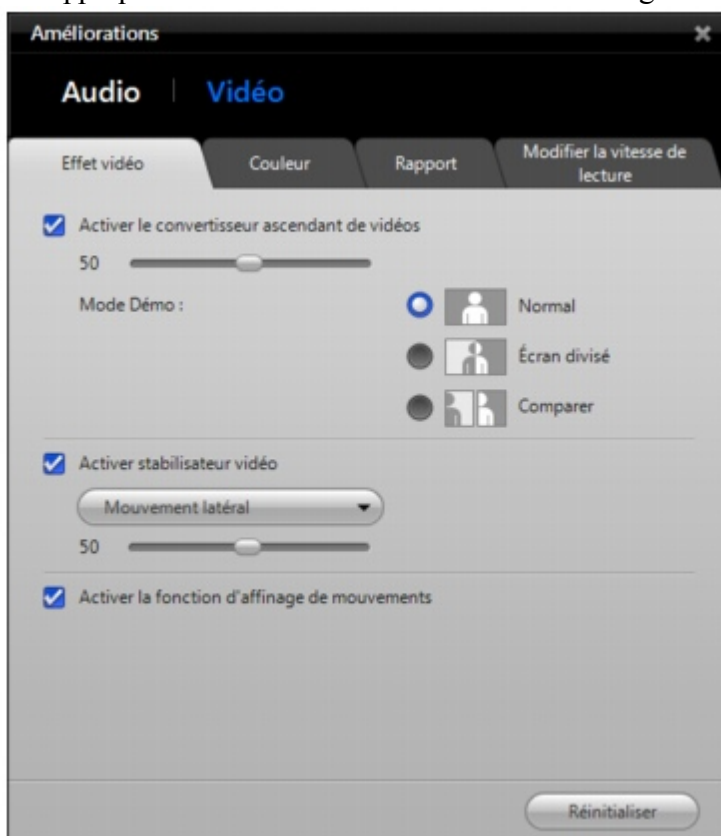 Améliorations
Audio | Vidéo
Effet vidéo Couleur Rapport Modifier la vitesse de
lecture
Activer le convertisseur ascendant de vidéos
50
Mode Démo : Normal
Écran divisé
Comparer
Activer stabilisateur vidéo
Mouvement latéral
50
Activer la fonction d'affinage de mouvements
Réinitialiser